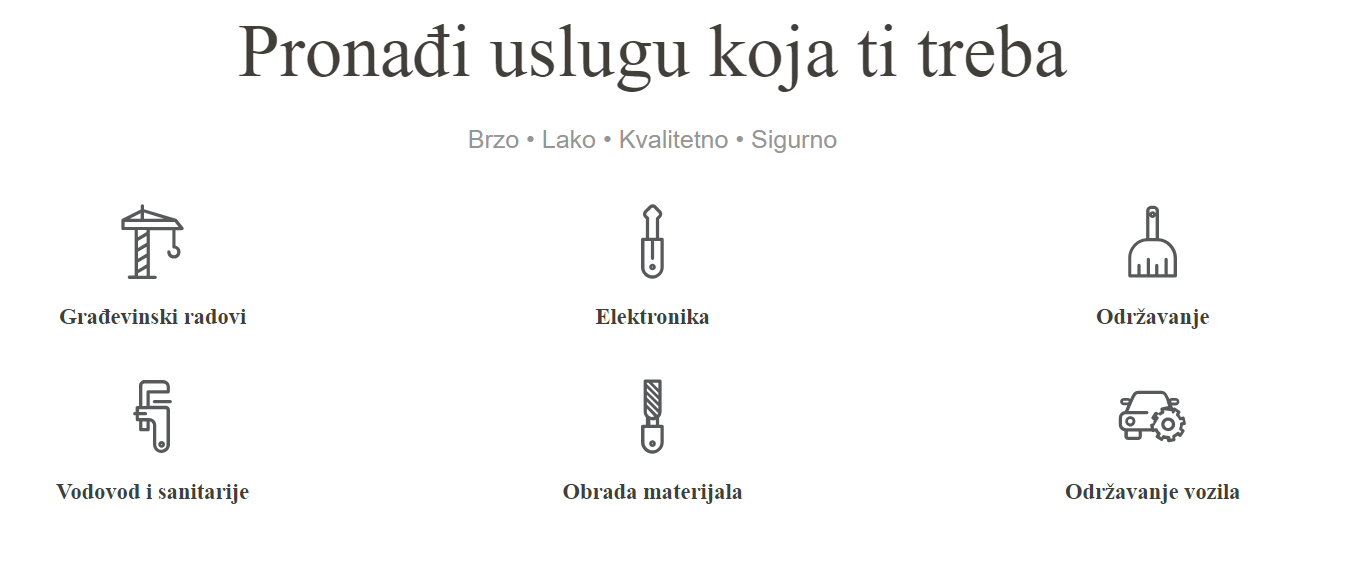 Pronađi uslugu koja ti treba
Brzo • Lako • Kvalitetno • Sigurno
Građevinski radovi
Elektronika
Održavanje
Vodovod i sanitarije
Obrada materijala
Održavanje vozila